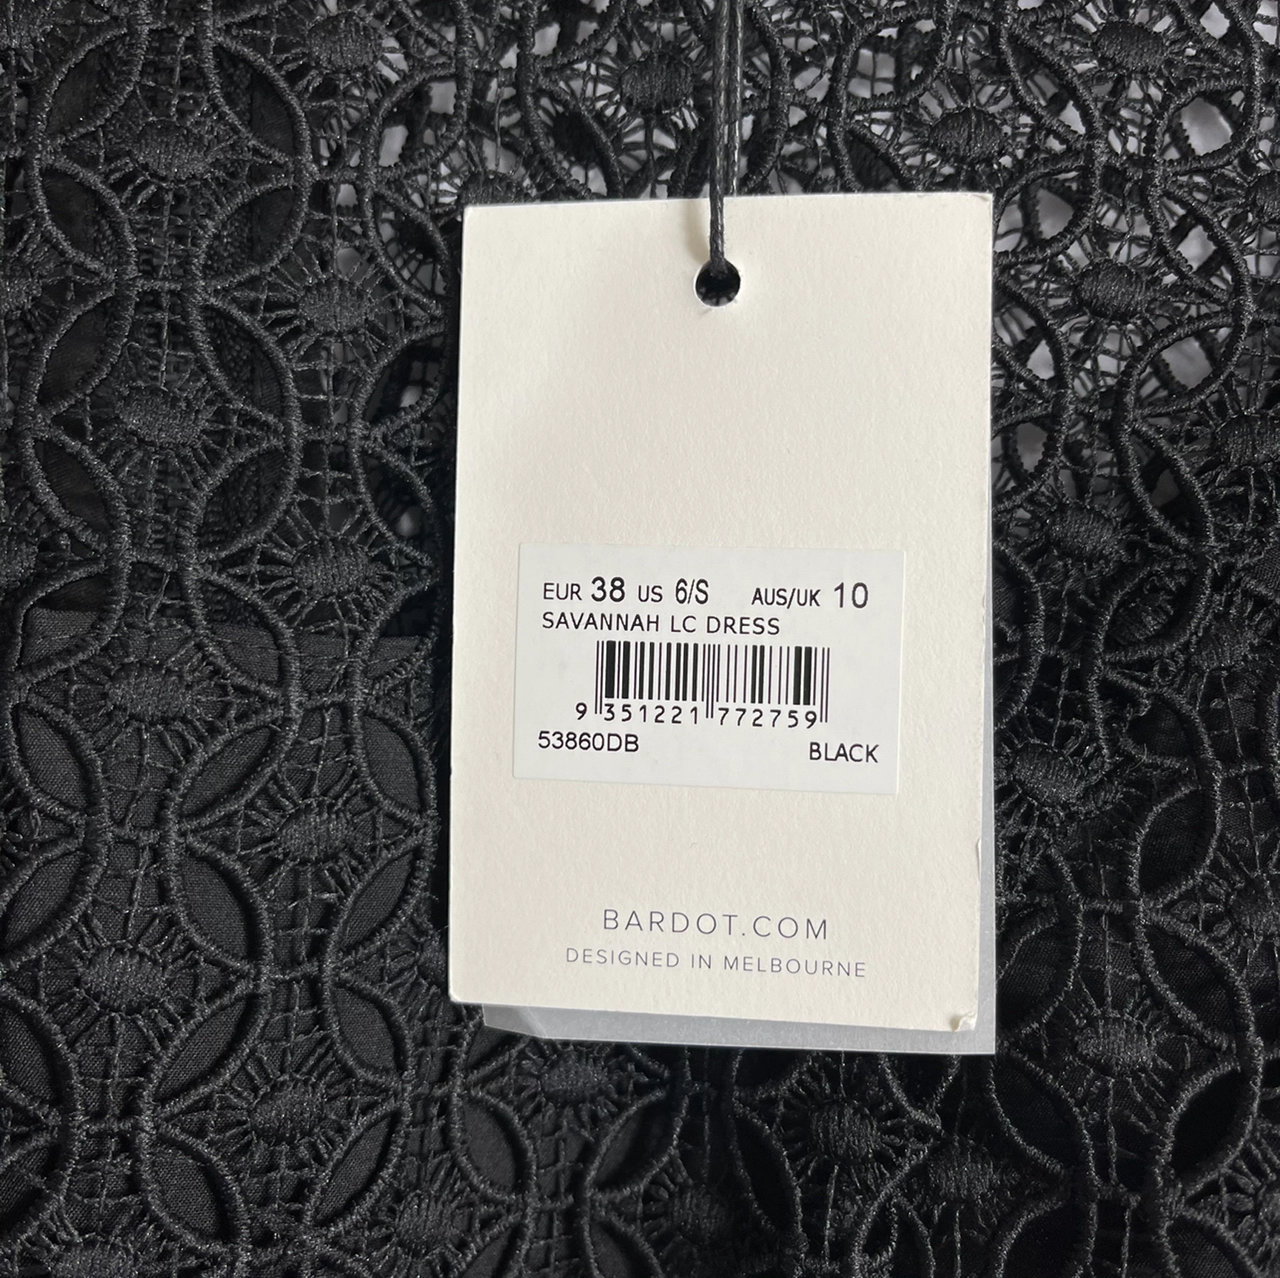 EUR 38 US 6/S AUS/UK 10
SAVANNAH LC DRESS
9 351221 772759
53860DB BLACK
BARDOT.COM
DESIGNED IN MELBOURNE